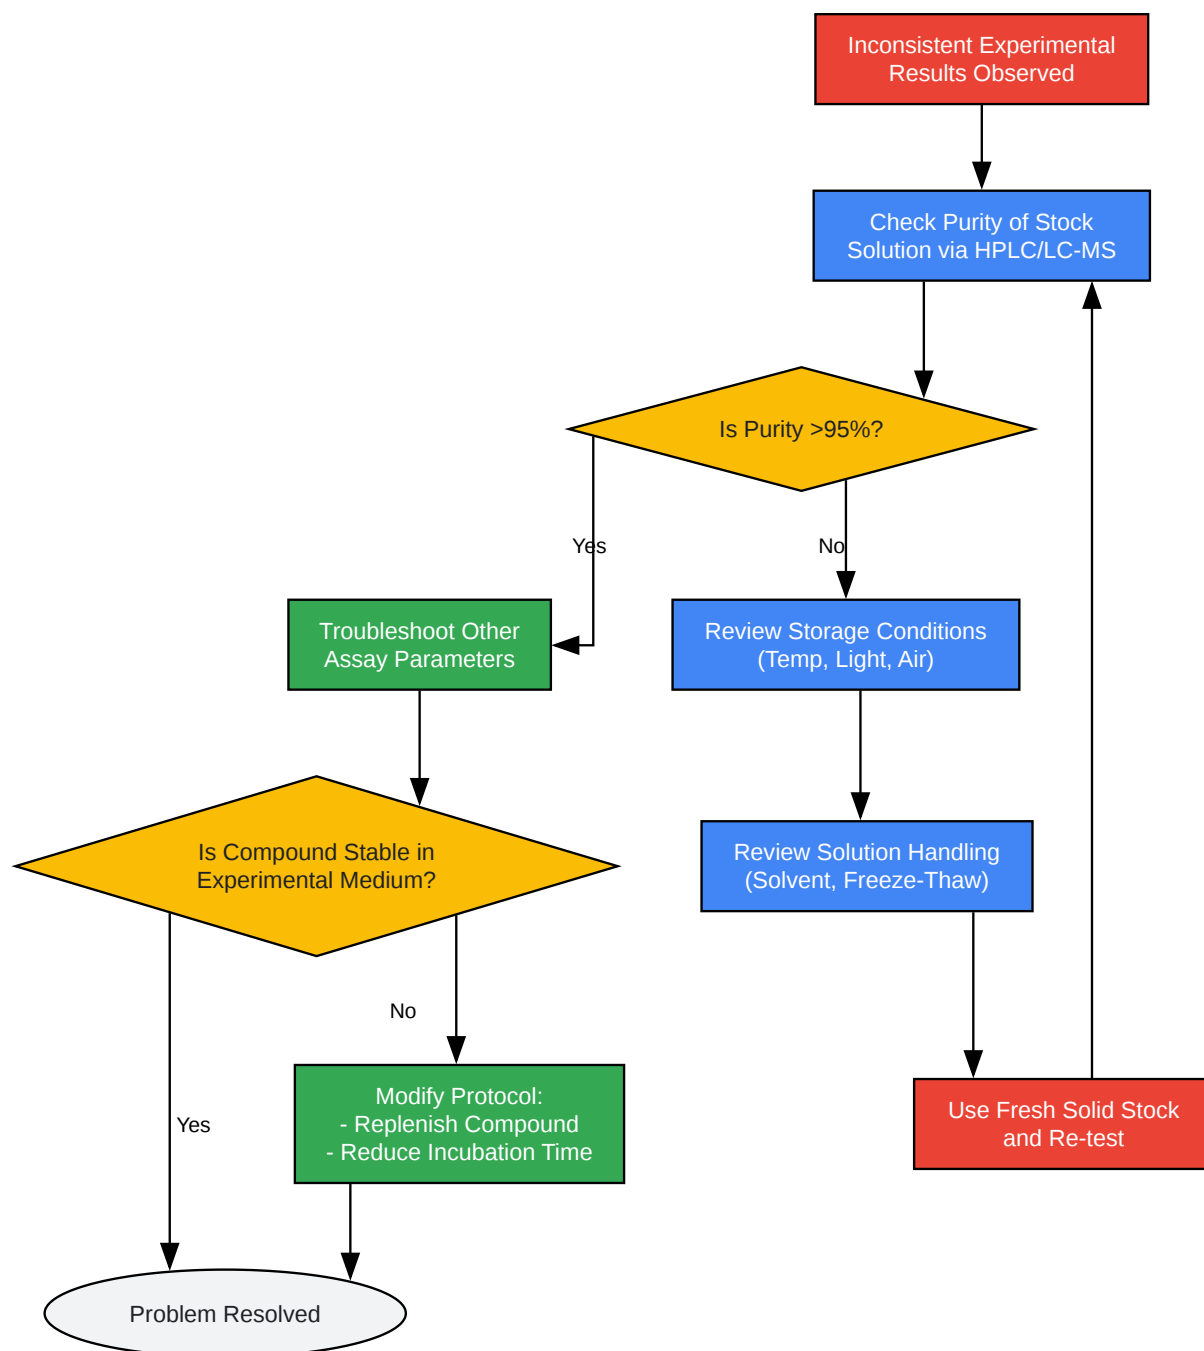 Inconsistent Experimental
Results Observed
Check Purity of Stock
Solution via HPLC/LC-MS
Is Purity >95%?
Yes
No
Troubleshoot Other
Assay Parameters
Review Storage Conditions
(Temp, Light, Air)
Is Compound Stable in
Experimental Medium?
Review Solution Handling
(Solvent, Freeze-Thaw)
No
Yes
Modify Protocol:
- Replenish Compound
- Reduce Incubation Time
Use Fresh Solid Stock
and Re-test
Problem Resolved